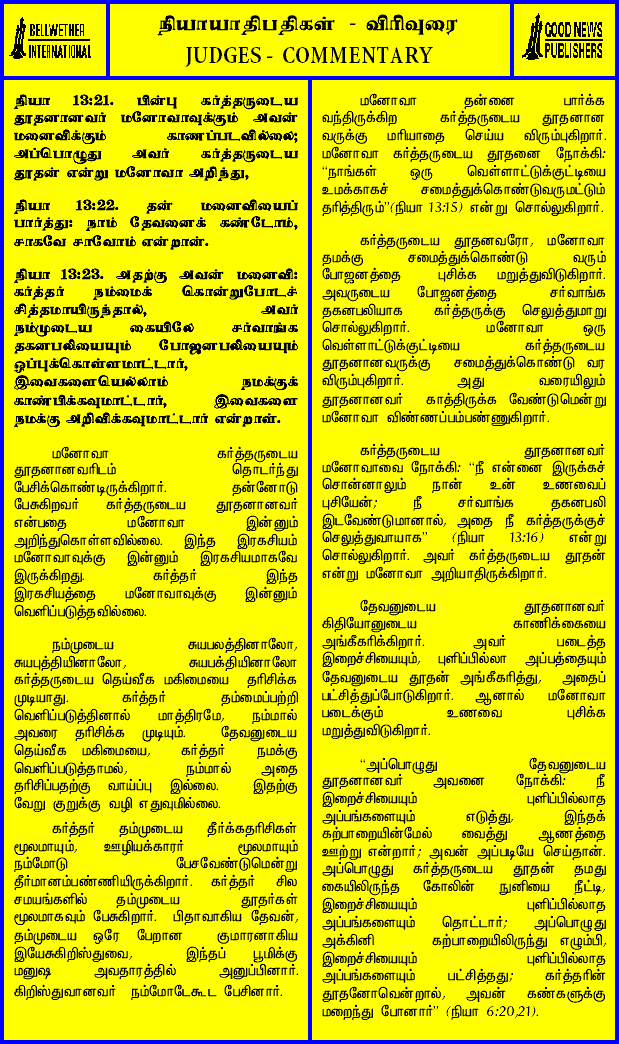 BELLWETHER
INTERNATIONAL
நியாயாதிபதிகள் - விரிவுரை
JUDGES - COMMENTARY
GOOD NEWS
PUBLISHERS
நியா 13:21. பின்பு கர்த்தருடைய
தூதனானவர் மனோவாவுக்கும் அவன்
மனைவிக்கும் காணப்படவில்லை;
அப்பொழுது அவர் கர்த்தருடைய
தூதன் என்று மனோவா அறிந்து,
நியா 13:22. தன் மனைவியைப்
பார்த்து: நாம் தேவனைக் கண்டோம்,
சாகவே சாவோம் என்றான்.
நியா 13:23. அதற்கு அவன் மனைவி:
கர்த்தர் நம்மைக் கொன்றுபோடச்
சித்தமாயிருந்தால், அவர்
நம்முடைய கையிலே சர்வாங்க
தகனபலியையும் போஜனபலியையும்
ஒப்புக்கொள்ளமாட்டார்,
இவைகளையெல்லாம் நமக்குக்
காண்பிக்கவுமாட்டார், இவைகளை
நமக்கு அறிவிக்கவுமாட்டார் என்றான்.
மனோவா கர்த்தருடைய
தூதனானவரிடம் தொடர்ந்து
பேசிக்கொண்டிருக்கிறார். தன்னோடு
பேசுகிறவர் கர்த்தருடைய தூதனானவர்
என்பதை மனோவா இன்னும்
அறிந்துகொள்ளவில்லை. இந்த இரகசியம்
மனோவாவுக்கு இன்னும் இரகசியமாகவே
இருக்கிறது. கர்த்தர் இந்த
இரகசியத்தை மனோவாவுக்கு இன்னும்
வெளிப்படுத்தவில்லை.
நம்முடைய சுயபலத்தினாலோ,
சுயபுத்தியினாலோ, சுயபக்தியினாலோ
கர்த்தருடைய தெய்வீக மகிமையை தரிசிக்க
முடியாது. கர்த்தர் தம்மைப்பற்றி
வெளிப்படுத்தினால் மாத்திரமே, நம்மால்
அவரை தரிசிக்க முடியும். தேவனுடைய
தெய்வீக மகிமையை, கர்த்தர் நமக்கு
வெளிப்படுத்தாமல், நம்மால் அதை
தரிசிப்பதற்கு வாய்ப்பு இல்லை. இதற்கு
வேறு குறுக்கு வழி எதுவுமில்லை.
கர்த்தர் தம்முடைய தீர்க்கதரிசிகள்
மூலமாயும், ஊழியக்காரர் மூலமாயும்
நம்மோடு பேசவேண்டுமென்று
தீர்மானம்பண்ணியிருக்கிறார். கர்த்தர் சில
சமயங்களில் தம்முடைய தூதர்கள்
மூலமாகவும் பேசுகிறார். பிதாவாகிய தேவன்,
தம்முடைய ஒரே பேறான குமாரனாகிய
இயேசுகிறிஸ்துவை, இந்தப் பூமிக்கு
மனுஷ அவதாரத்தில் அனுப்பினார்.
கிறிஸ்துவானவர் நம்மோடேகூட பேசினார்.
மனோவா தன்னை பார்க்க
வந்திருக்கிற கர்த்தருடைய தூதனான
வருக்கு மரியாதை செய்ய விரும்புகிறார்.
மனோவா கர்த்தருடைய தூதனை நோக்கி:
“நாங்கள் ஒரு வெள்ளாட்டுக்குட்டியை
உமக்காகச் சமைத்துக்கொண்டுவருமட்டும்
தரித்திரும்”(நியா 13:15) என்று சொல்லுகிறார்.
கர்த்தருடைய தூதனவரோ, மனோவா
தமக்கு சமைத்துக்கொண்டு வரும்
போஜனத்தை புசிக்க மறுத்துவிடுகிறார்.
அவருடைய போஜனத்தை சர்வாங்க
தகனபலியாக கர்த்தருக்கு செலுத்துமாறு
சொல்லுகிறார். மனோவா ஒரு
வெள்ளாட்டுக்குட்டியை கர்த்தருடைய
தூதனானவருக்கு சமைத்துக்கொண்டு வர
விரும்புகிறார். அது வரையிலும்
தூதனானவர் காத்திருக்க வேண்டுமென்று
மனோவா விண்ணப்பம்பண்ணுகிறார்.
கர்த்தருடைய தூதனானவர்
மனோவாவை நோக்கி: “நீ என்னை இருக்கச்
சொன்னாலும் நான் உன் உணவைப்
புசியேன்; நீ சர்வாங்க தகனபலி
இடவேண்டுமானால், அதை நீ கர்த்தருக்குச்
செலுத்துவாயாக” (நியா 13:16) என்று
சொல்லுகிறார். அவர் கர்த்தருடைய தூதன்
என்று மனோவா அறியாதிருக்கிறார்.
தேவனுடைய தூதனானவர்
கிதியோனுடைய காணிக்கையை
அங்கீகரிக்கிறார். அவர் படைத்த
இறைச்சியையும், புளிப்பில்லா அப்பத்தையும்
தேவனுடைய தூதன் அங்கீகரித்து, அதைப்
பட்சித்துப்போடுகிறார். ஆனால் மனோவா
படைக்கும் உணவை புசிக்க
மறுத்துவிடுகிறார்.
“அப்பொழுது தேவனுடைய
தூதனானவர் அவனை நோக்கி: நீ
இறைச்சியையும் புளிப்பில்லாத
அப்பங்களையும் எடுத்து, இந்தக்
கற்பாறையின்மேல் வைத்து ஆணத்தை
ஊற்று என்றார்; அவன் அப்படியே செய்தான்.
அப்பொழுது கர்த்தருடைய தூதன் தமது
கையிலிருந்த கோலின் நுனியை நீட்டி,
இறைச்சியையும் புளிப்பில்லாத
அப்பங்களையும் தொட்டார்; அப்பொழுது
அக்கினி கற்பாறையிலிருந்து எழும்பி,
இறைச்சியையும் புளிப்பில்லாத
அப்பங்களையும் பட்சித்தது; கர்த்தரின்
தூதனோவென்றால், அவன் கண்களுக்கு
மறைந்து போனார்” (நியா 6:20,21).